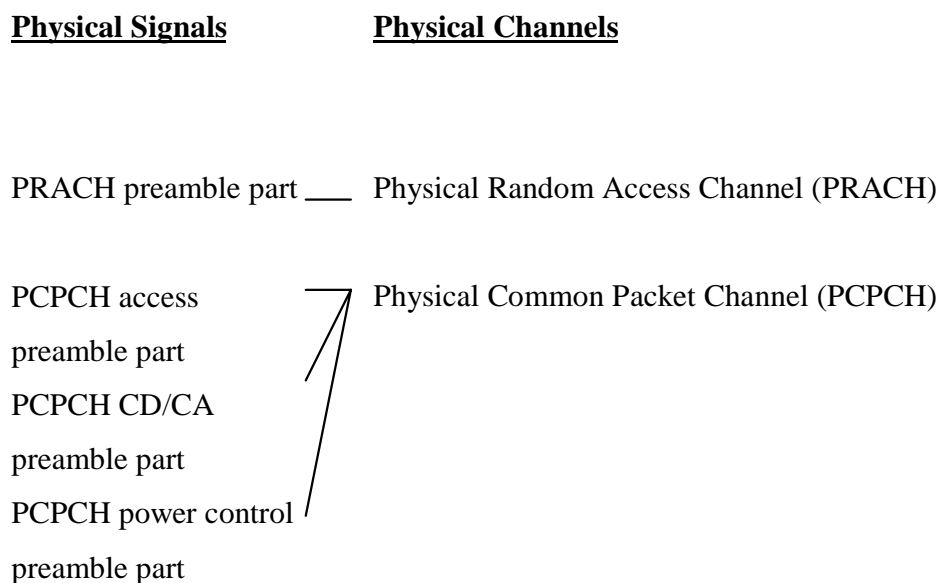 Physical Signals Physical Channels
PRACH preamble part Physical Random Access Channel (PRACH)
PCPCH access Physical Common Packet Channel (PCPCH)
preamble part
PCPCH CD/CA
preamble part
PCPCH power control
preamble part